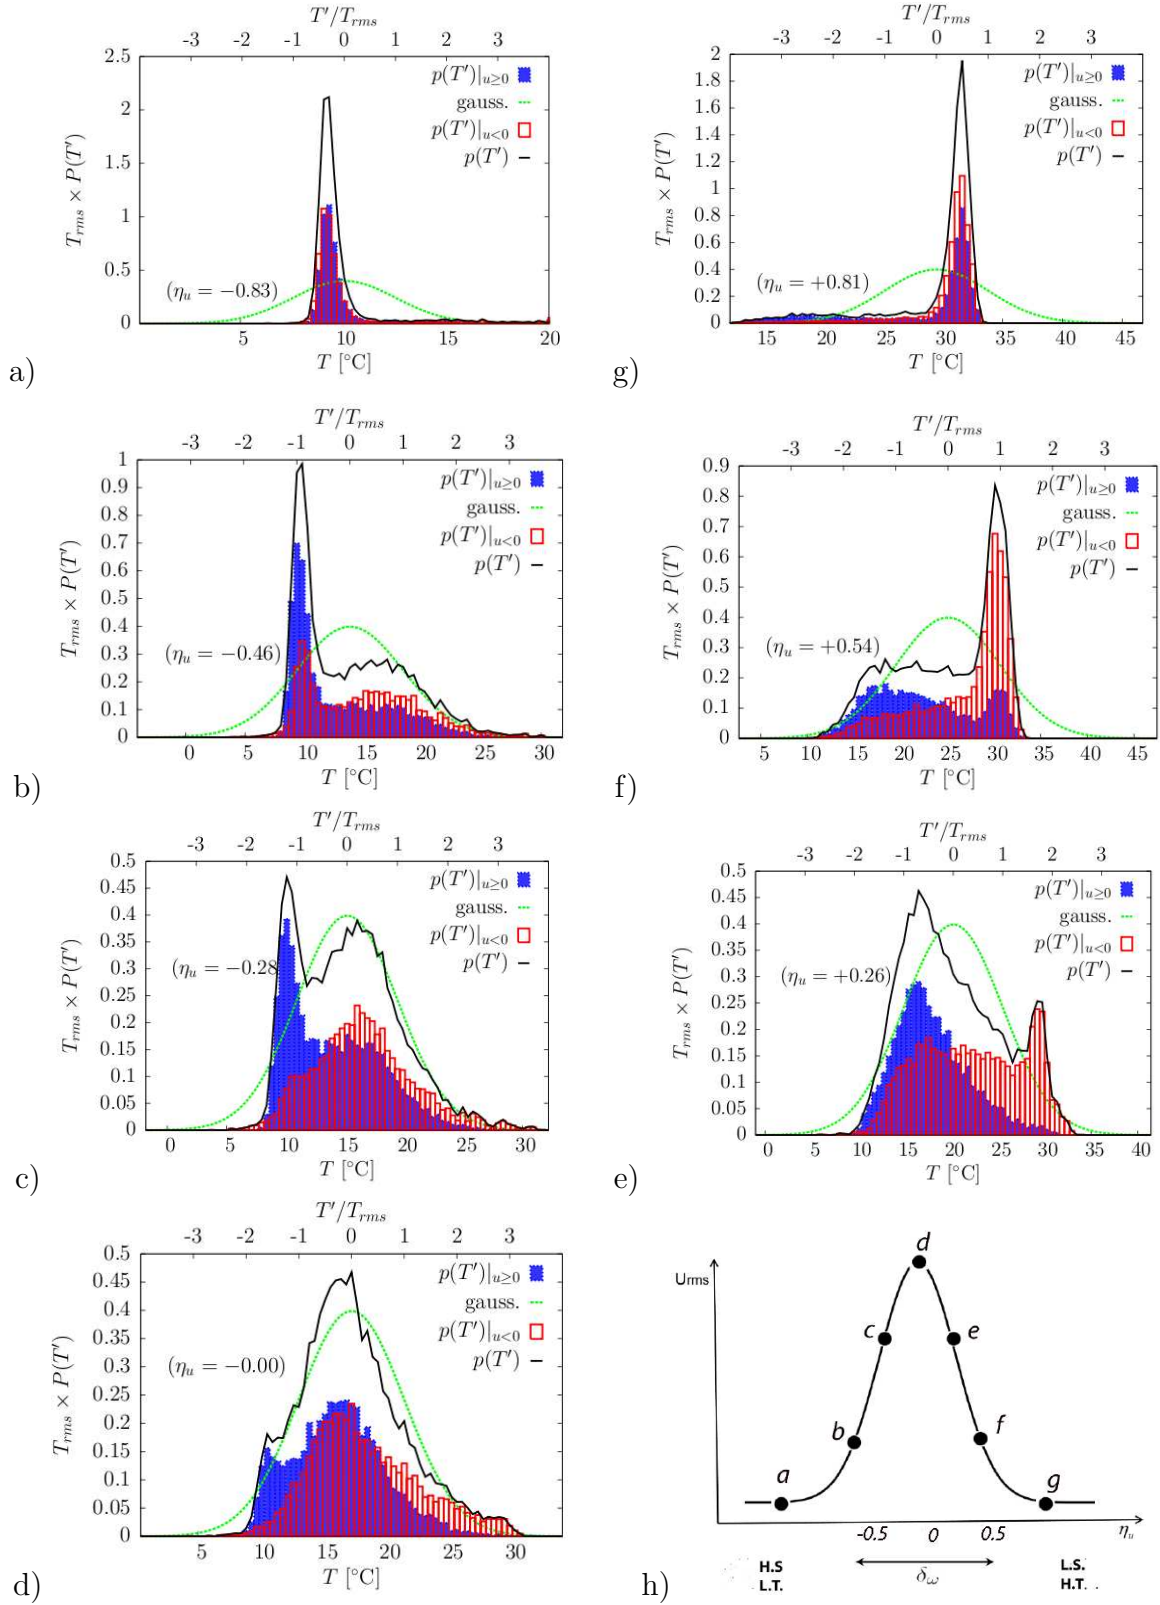 T'/T_rms
-3 -2 -1 0 1 2 3
2.5
2
1.5
1
0.5
0
T_rms × P(T')
p(T')|u≥0
gauss.
p(T')|u<0
p(T')
(η_u = −0.83)
5 10 15 20
T [°C]
a)
T'/T_rms
-3 -2 -1 0 1 2 3
2
1.8
1.6
1.4
1.2
1
0.8
0.6
0.4
0.2
0
T_rms × P(T')
p(T')|u≥0
gauss.
p(T')|u<0
p(T')
(η_u = +0.81)
15 20 25 30 35 40 45
T [°C]
g)
T'/T_rms
-3 -2 -1 0 1 2 3
1
0.9
0.8
0.7
0.6
0.5
0.4
0.3
0.2
0.1
0
T_rms × P(T')
p(T')|u≥0
gauss.
p(T')|u<0
p(T')
(η_u = −0.46)
0 5 10 15 20 25 30
T [°C]
b)
T'/T_rms
-3 -2 -1 0 1 2 3
0.9
0.8
0.7
0.6
0.5
0.4
0.3
0.2
0.1
0
T_rms × P(T')
p(T')|u≥0
gauss.
p(T')|u<0
p(T')
(η_u = +0.54)
5 10 15 20 25 30 35 40 45
T [°C]
f)
T'/T_rms
-3 -2 -1 0 1 2 3
0.5
0.45
0.4
0.35
0.3
0.25
0.2
0.15
0.1
0.05
0
T_rms × P(T')
p(T')|u≥0
gauss.
p(T')|u<0
p(T')
(η_u = −0.28
0 5 10 15 20 25 30
T [°C]
c)
T'/T_rms
-3 -2 -1 0 1 2 3
0.5
0.45
0.4
0.35
0.3
0.25
0.2
0.15
0.1
0.05
0
T_rms × P(T')
p(T')|u≥0
gauss.
p(T')|u<0
p(T')
(η_u = +0.26)
0 5 10 15 20 25 30 35 40
T [°C]
e)
T'/T_rms
-3 -2 -1 0 1 2 3
0.5
0.45
0.4
0.35
0.3
0.25
0.2
0.15
0.1
0.05
0
T_rms × P(T')
p(T')|u≥0
gauss.
p(T')|u<0
p(T')
(η_u = −0.00)
5 10 15 20 25 30
T [°C]
d)
Urms
d
c e
b f
a g
-0.5 0 0.5 η_u
H.S L.S.
L.T. δ_ω H.T.
h)